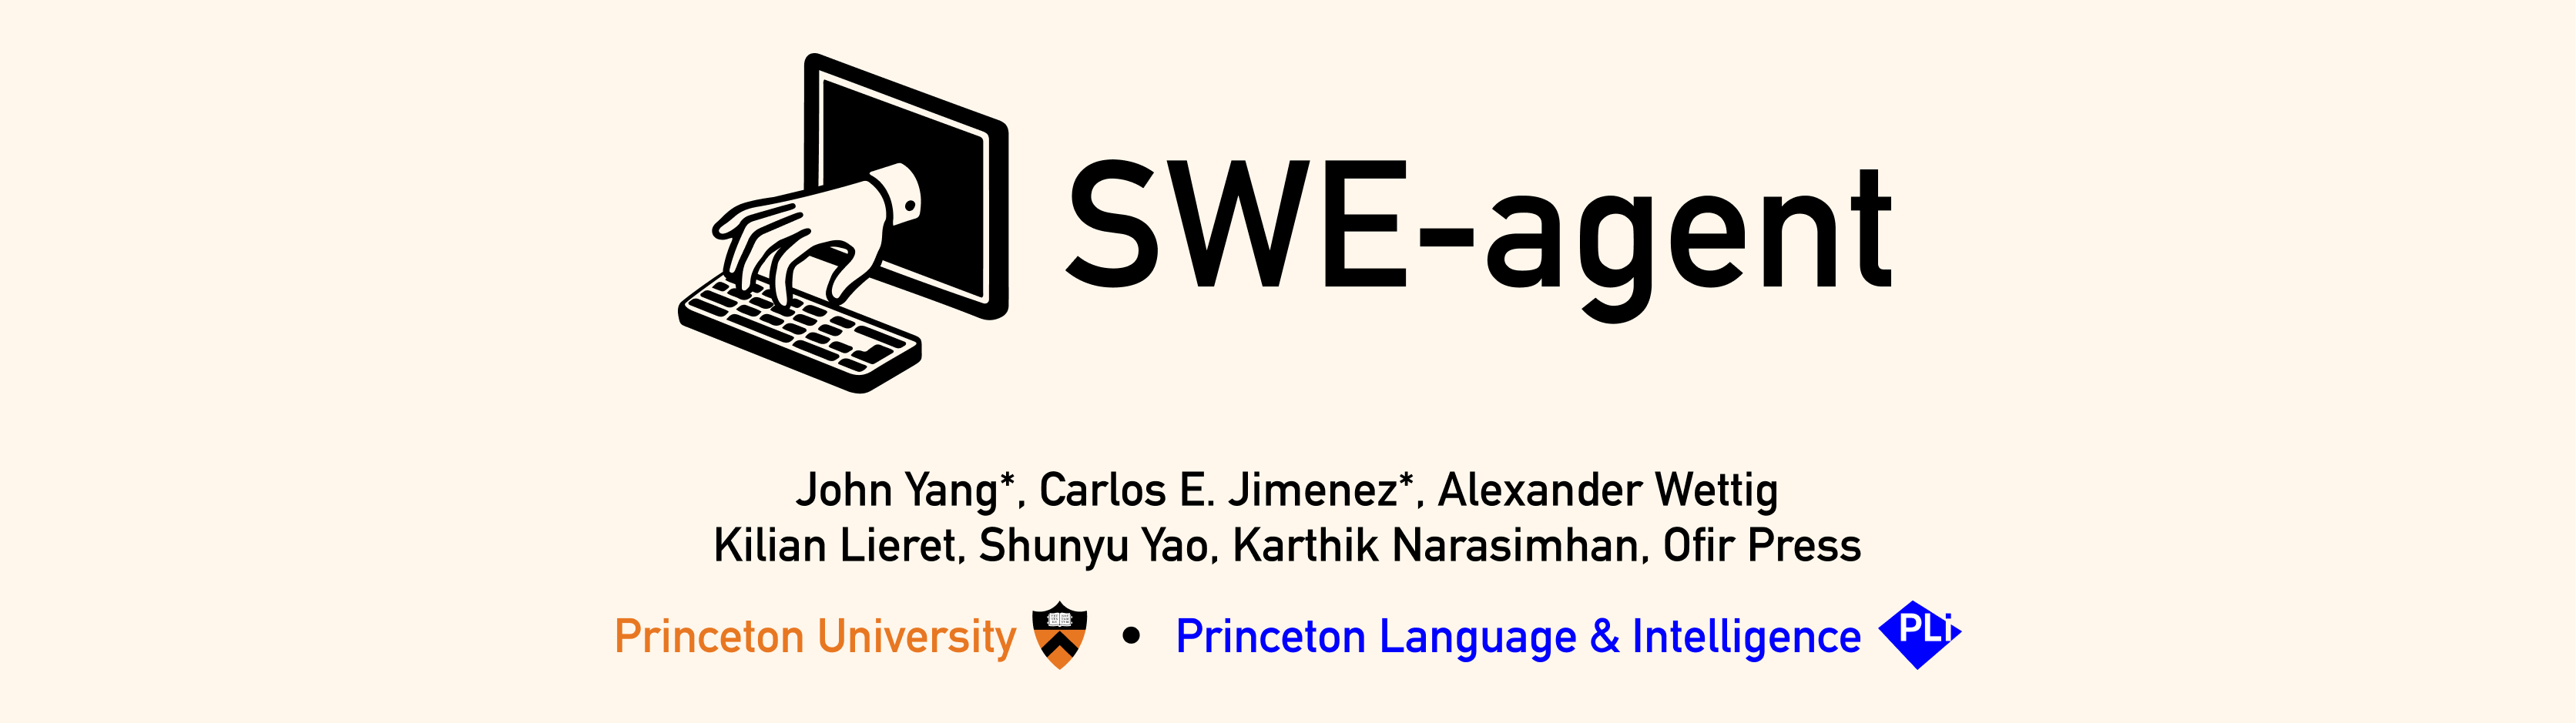 SWE-agent
John Yang*, Carlos E. Jimenez*, Alexander Wettig
Kilian Lieret, Shunyu Yao, Karthik Narasimhan, Ofir Press
Princeton University • Princeton Language & Intelligence PLi